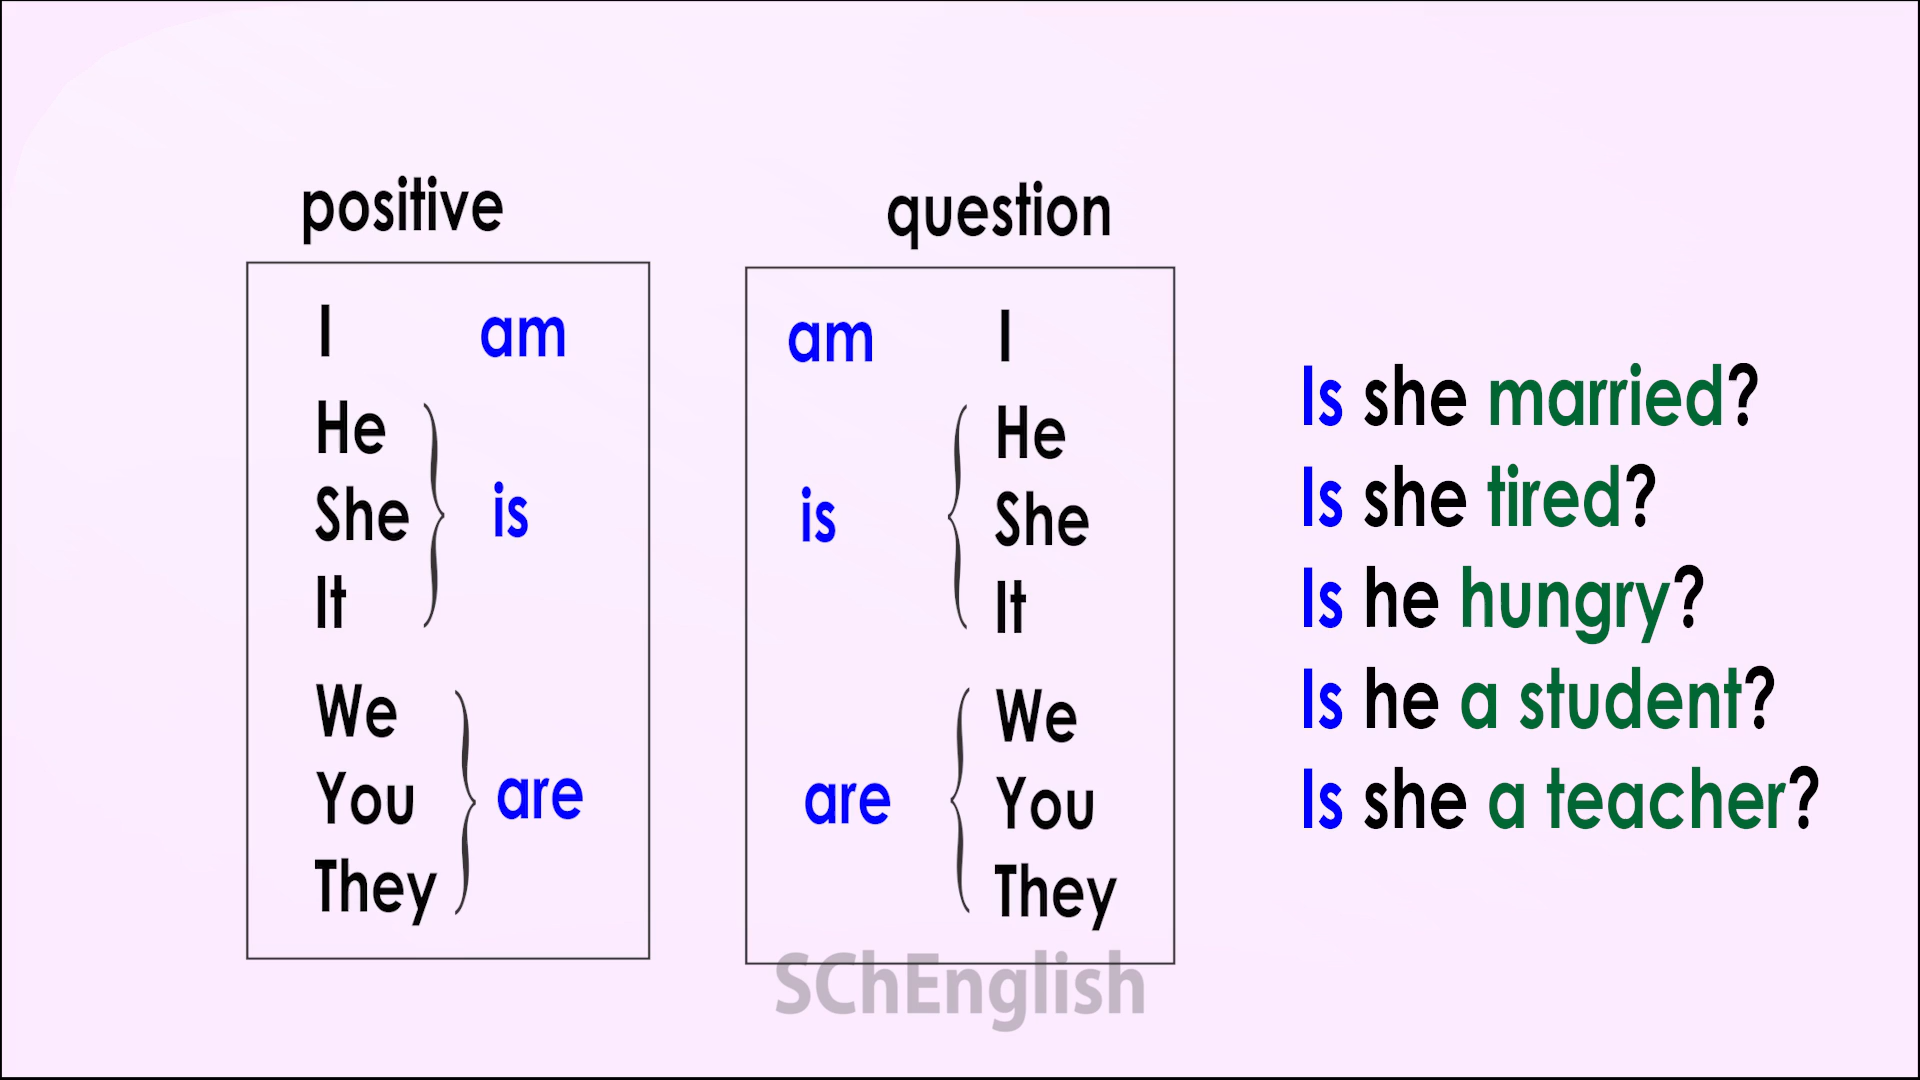 positive
I am
He
She is
It
We
You are
They
question
am I
He
is She
It
We
are You
They
Is she married?
Is she tired?
Is he hungry?
Is he a student?
Is she a teacher?
SChEnglish